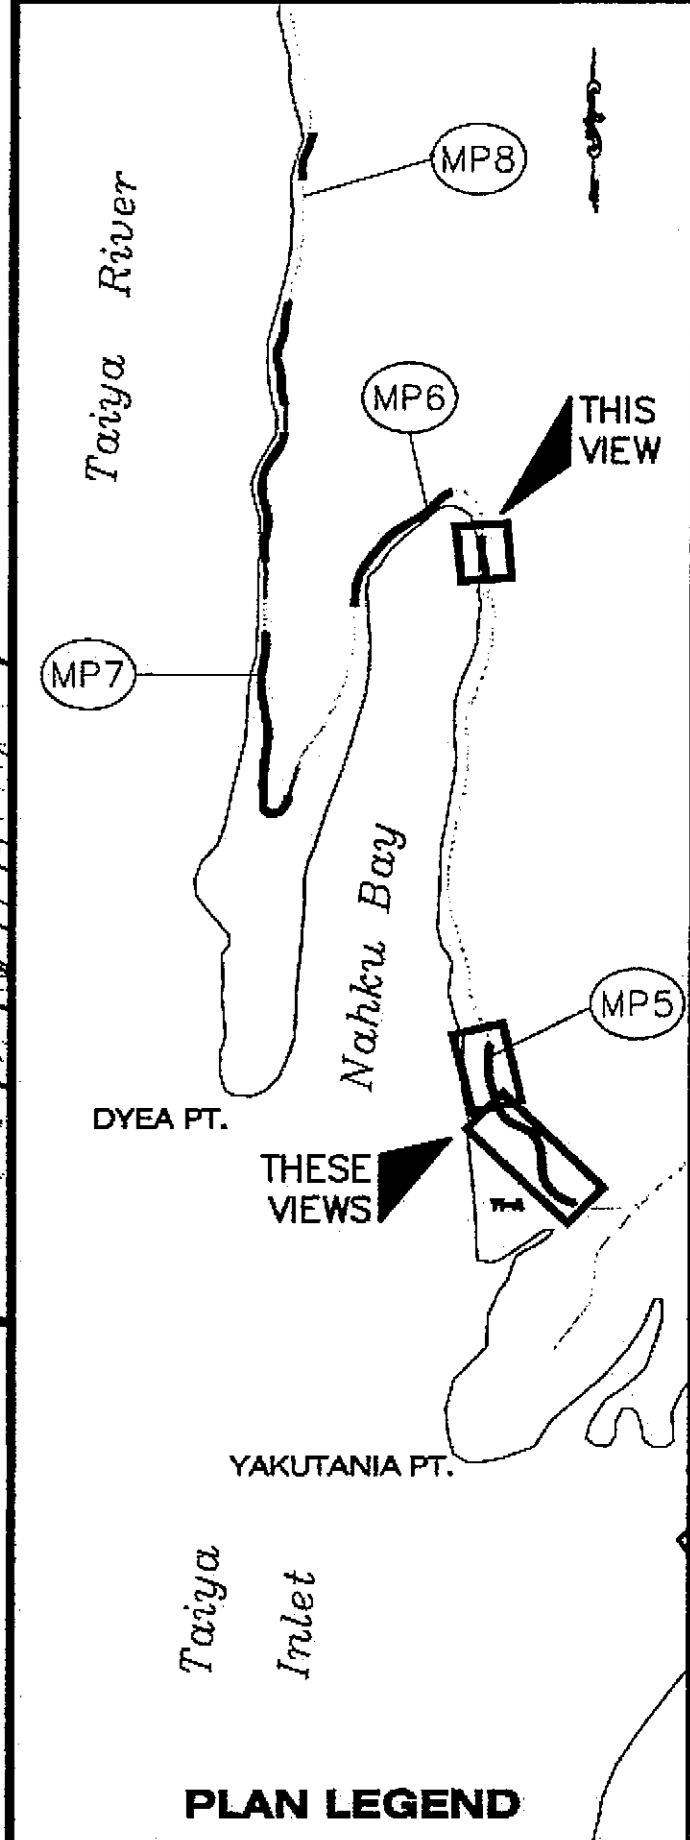 MP8
Taiya River
MP6
THIS
VIEW
MP7
Nahku Bay
MP5
DYEA PT.
THESE
VIEWS
YAKUTANIA PT.
Taiya
Inlet
PLAN LEGEND